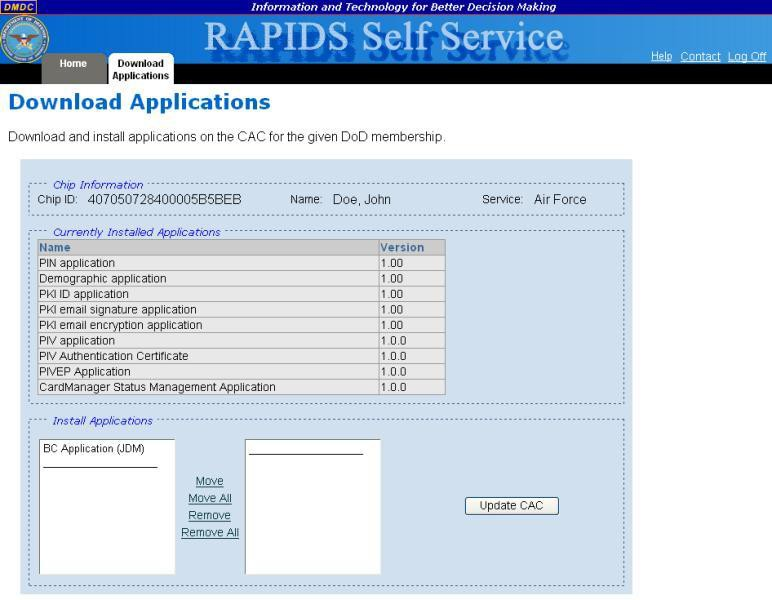 DMDC Information and Technology for Better Decision Making
RAPIDS Self Service
Help Contact Log Off
Home
Download
Applications
Download Applications
Download and install applications on the CAC for the given DoD membership.
Chip Information
Chip ID: 407050728400005B5BEB Name: Doe, John Service: Air Force
Currently Installed Applications
Name Version
PIN application 1.00
Demographic application 1.00
PKI ID application 1.00
PKI email signature application 1.00
PKI email encryption application 1.00
PIV application 1.0.0
PIV Authentication Certificate 1.0.0
PIVEP Application 1.0.0
CardManager Status Management Application 1.0.0
Install Applications
BC Application (JDM)
Move
Move All
Remove
Remove All
Update CAC